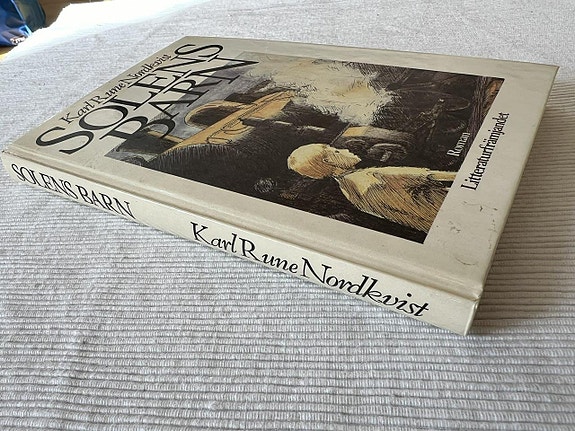 Karl Rune Nordkvist
SOLENS
BARN
Roman
Litteraturfrämjandet
SOLENS BARN
Karl Rune Nordkvist